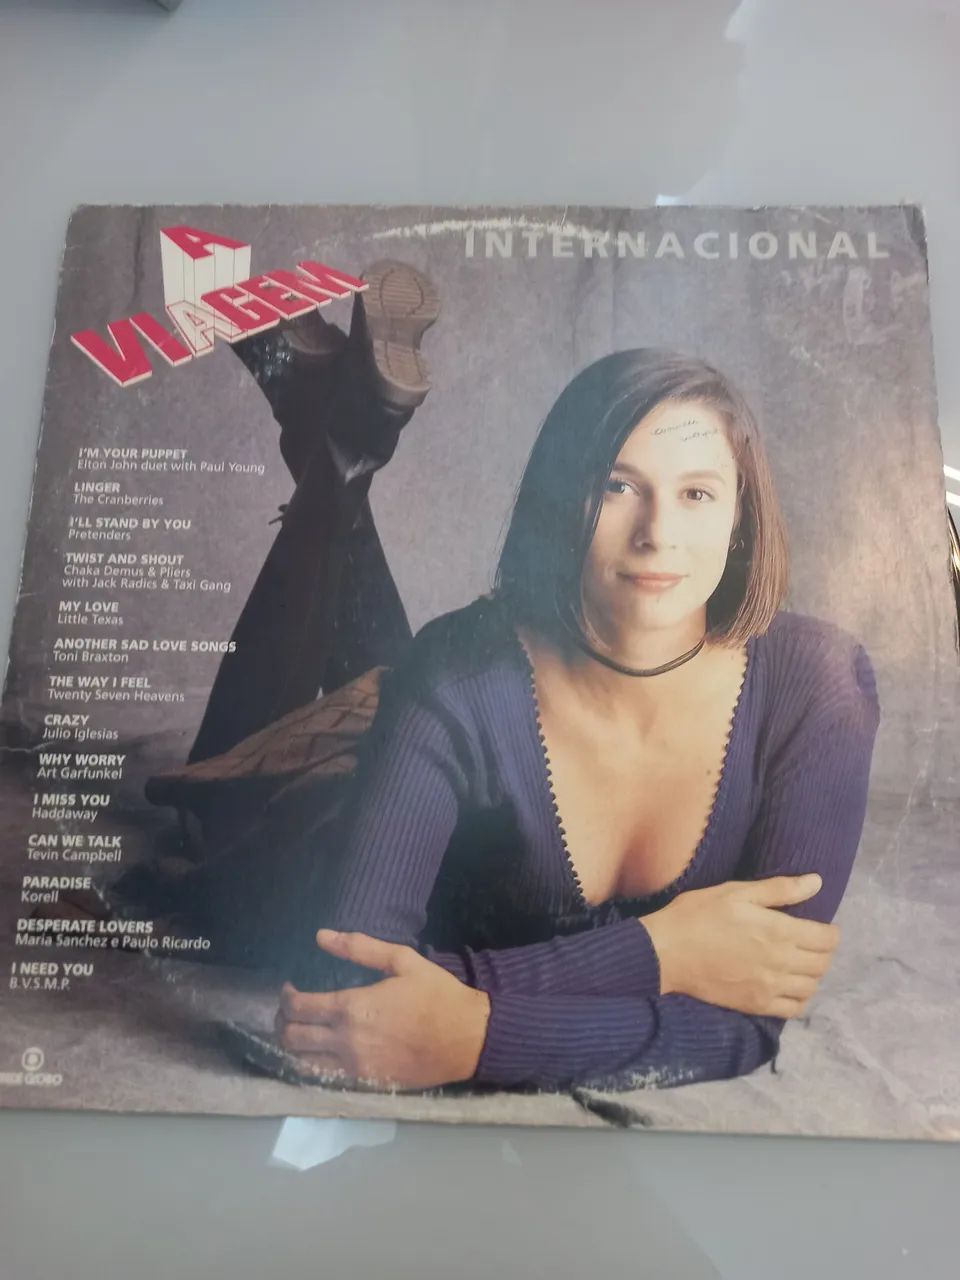 A
VIAGEM
INTERNACIONAL
I'M YOUR PUPPET
Elton John duet with Paul Young
LINGER
The Cranberries
I'LL STAND BY YOU
Pretenders
TWIST AND SHOUT
Chaka Demus & Pliers
with Jack Radics & Taxi Gang
MY LOVE
Little Texas
ANOTHER SAD LOVE SONGS
Toni Braxton
THE WAY I FEEL
Twenty Seven Heavens
CRAZY
Julio Iglesias
WHY WORRY
Art Garfunkel
I MISS YOU
Haddaway
CAN WE TALK
Tevin Campbell
PARADISE
Korell
DESPERATE LOVERS
Maria Sanchez e Paulo Ricardo
I NEED YOU
B.V.S.M.P.
GLOBO